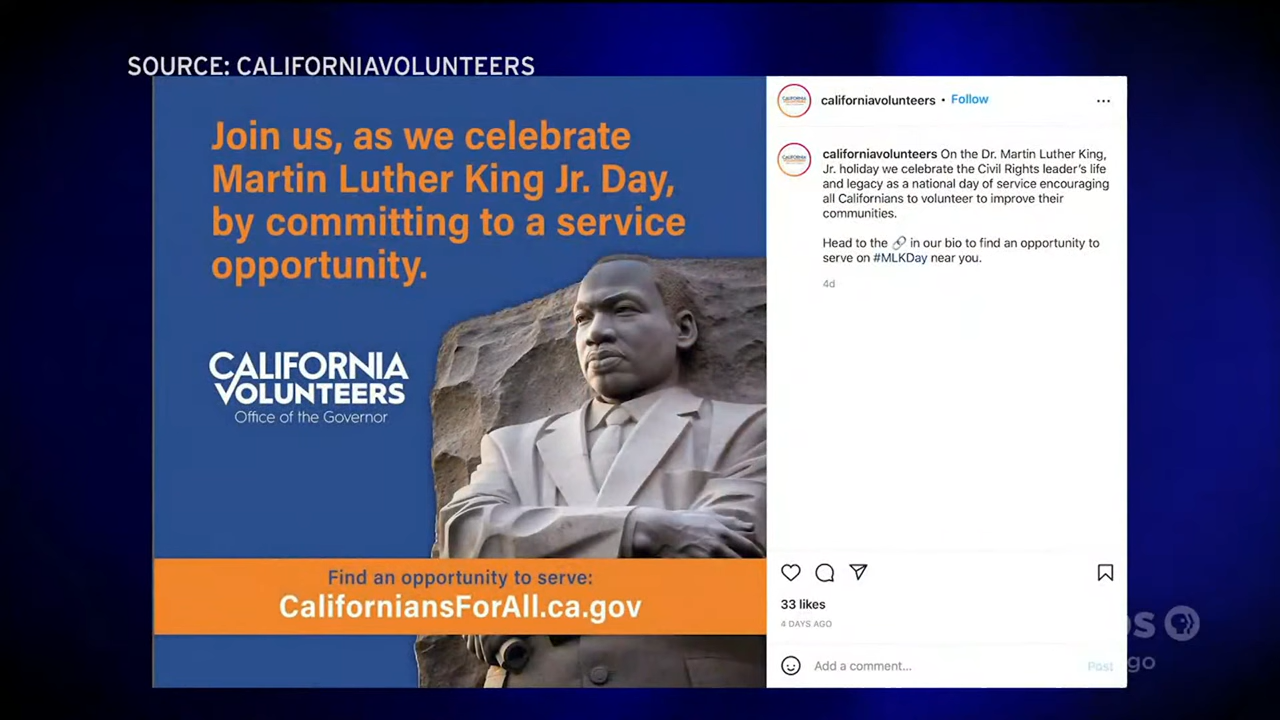 SOURCE: CALIFORNIAVOLUNTEERS
Join us, as we celebrate
Martin Luther King Jr. Day,
by committing to a service
opportunity.
CALIFORNIA
VOLUNTEERS
Office of the Governor
Find an opportunity to serve:
CaliforniansForAll.ca.gov
californiavolunteers • Follow
californiavolunteers On the Dr. Martin Luther King,
Jr. holiday we celebrate the Civil Rights leader's life
and legacy as a national day of service encouraging
all Californians to volunteer to improve their
communities.
Head to the 🔗 in our bio to find an opportunity to
serve on #MLKDay near you.
4d
33 likes
4 DAYS AGO
Add a comment...
Post